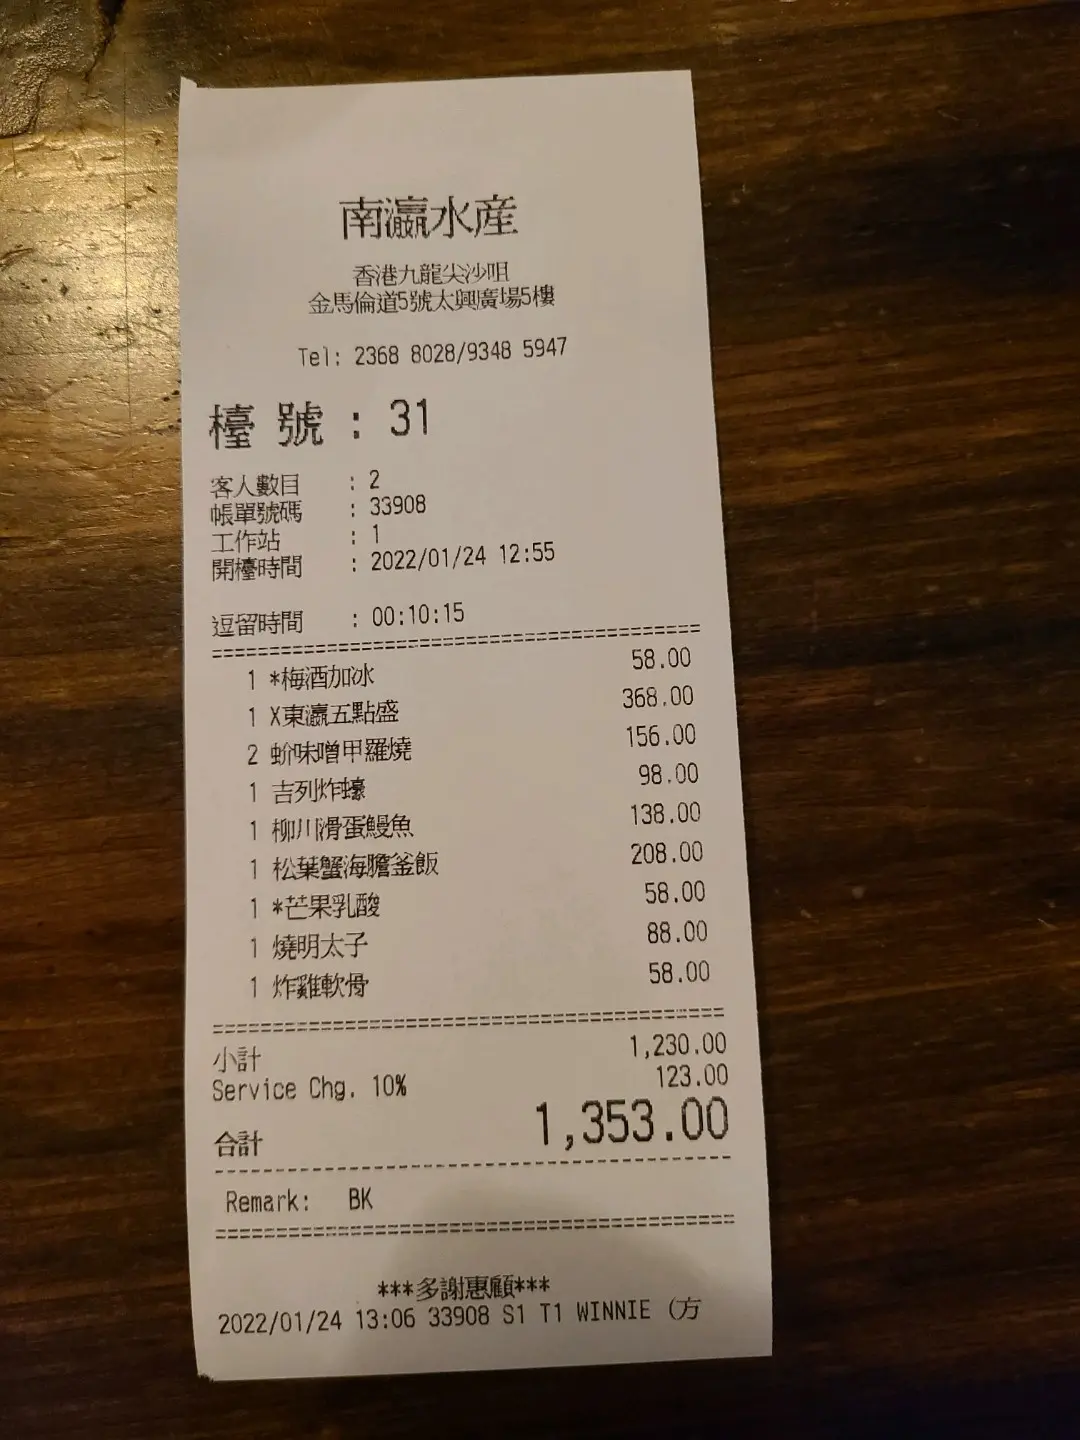 南瀛水産
香港九龍尖沙咀
金馬倫道5號太興廣場5樓
Tel: 2368 8028/9348 5947
檯 號 : 31
客人數目 : 2
帳單號碼 : 33908
工作站 : 1
開檯時間 : 2022/01/24 12:55
逗留時間 : 00:10:15
1 *梅酒加冰 58.00
1 X東瀛五點盛 368.00
2 蚧味噌甲羅燒 156.00
1 吉列炸蠔 98.00
1 柳川滑蛋鰻魚 138.00
1 松葉蟹海膽釜飯 208.00
1 *芒果乳酸 58.00
1 燒明太子 88.00
1 炸雞軟骨 58.00
小計 1,230.00
Service Chg. 10% 123.00
合計 1,353.00
Remark: BK
***多謝惠顧***
2022/01/24 13:06 33908 S1 T1 WINNIE (方